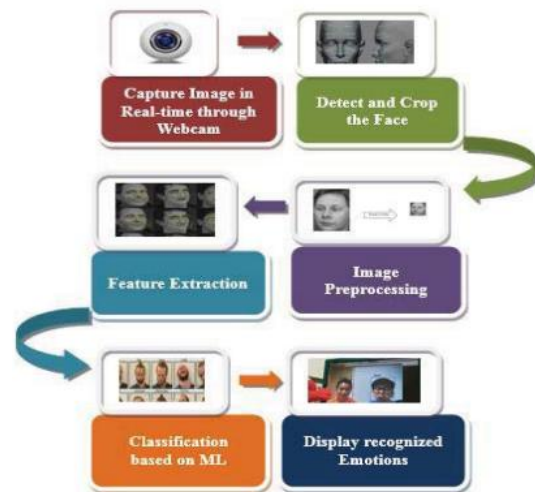 Capture Image in
Real-time through
Webcam
Detect and Crop
the Face
Image
Preprocessing
Feature Extraction
Classification
based on ML
Display recognized
Emotions